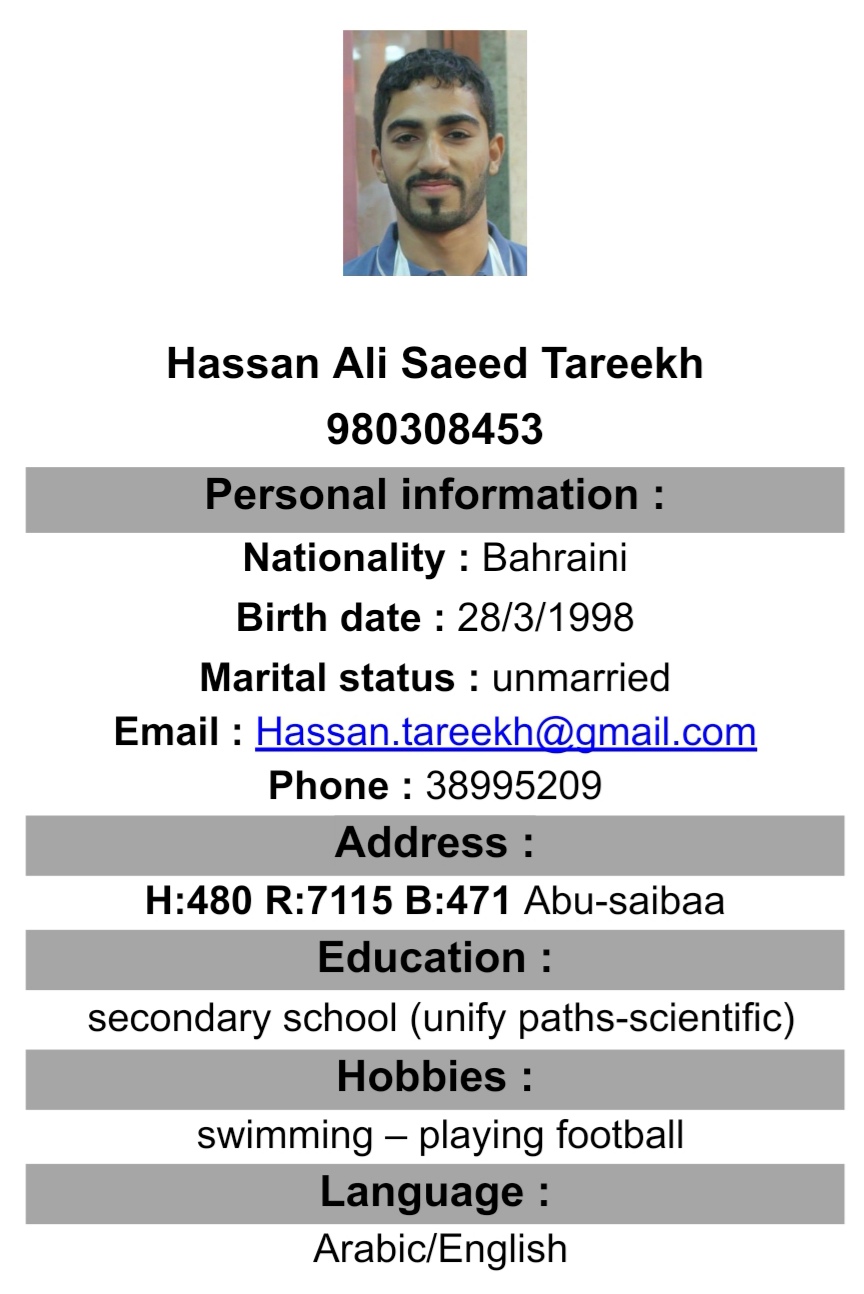 Hassan Ali Saeed Tareekh
980308453
Personal information :
Nationality : Bahraini
Birth date : 28/3/1998
Marital status : unmarried
Email : Hassan.tareekh@gmail.com
Phone : 38995209
Address :
H:480 R:7115 B:471 Abu-saibaa
Education :
secondary school (unify paths-scientific)
Hobbies :
swimming – playing football
Language :
Arabic/English